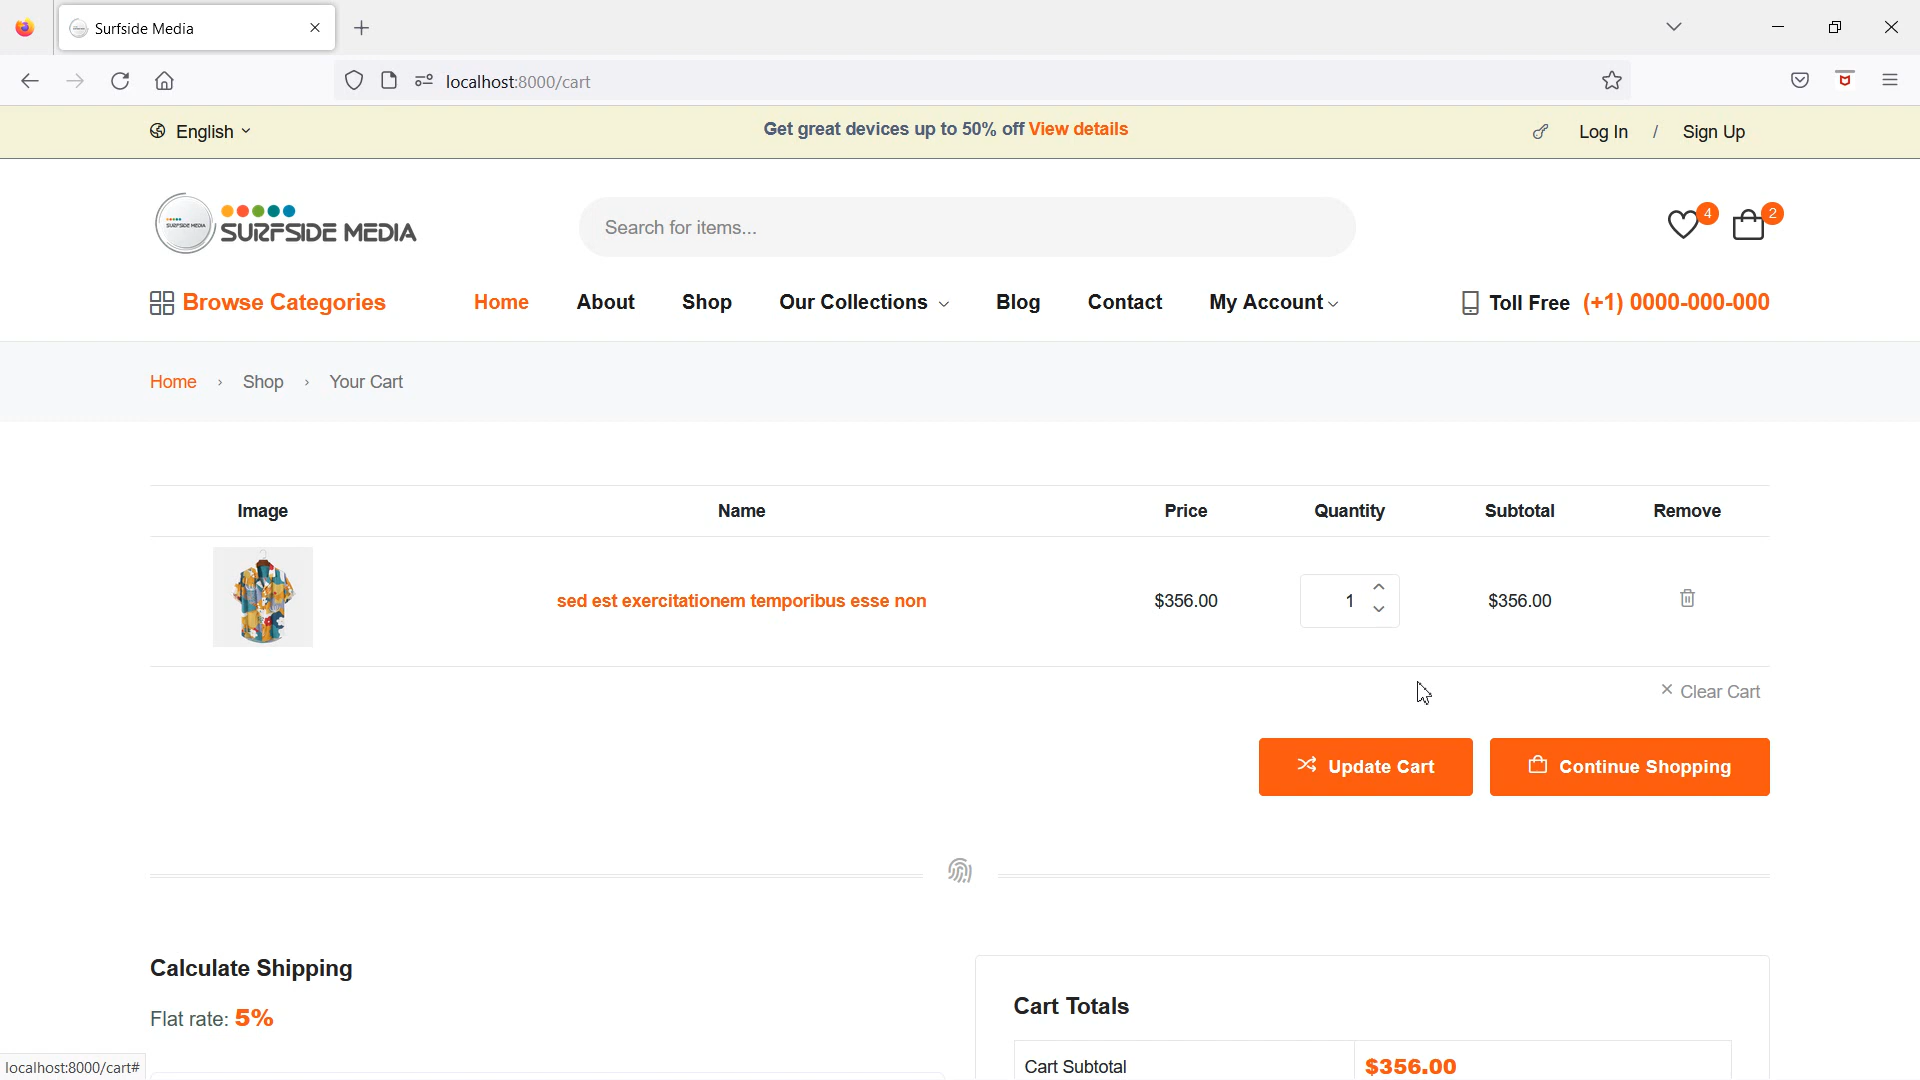 Surfside Media
localhost:8000/cart
English
Get great devices up to 50% off View details
Log In / Sign Up
SURFSIDE MEDIA
SURFSIDE MEDIA
Search for items...
4
2
Browse Categories
Home
About
Shop
Our Collections
Blog
Contact
My Account
Toll Free (+1) 0000-000-000
Home › Shop › Your Cart
Image Name Price Quantity Subtotal Remove
sed est exercitationem temporibus esse non $356.00 1 $356.00
× Clear Cart
Update Cart
Continue Shopping
Calculate Shipping
Flat rate: 5%
Cart Totals
Cart Subtotal $356.00
localhost:8000/cart#